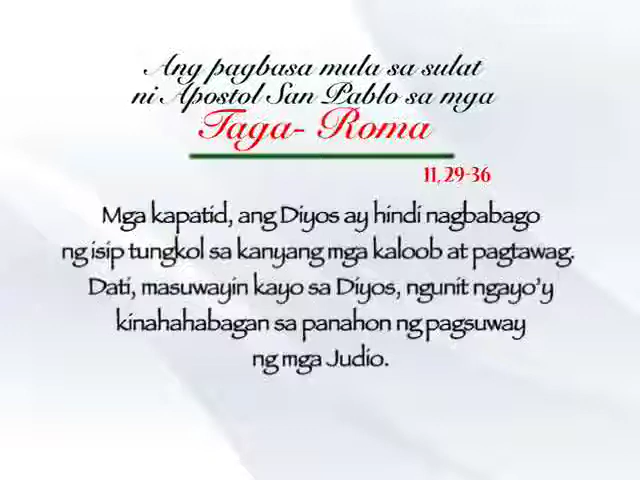 Ang pagbasa mula sa sulat
ni Apostol San Pablo sa mga
Taga- Roma
11, 29-36
Mga kapatid, ang Diyos ay hindi nagbabago
ng isip tungkol sa kanyang mga kaloob at pagtawag.
Dati, masuwayin kayo sa Diyos, ngunit ngayo'y
kinahahabagan sa panahon ng pagsuway
ng mga Judio.